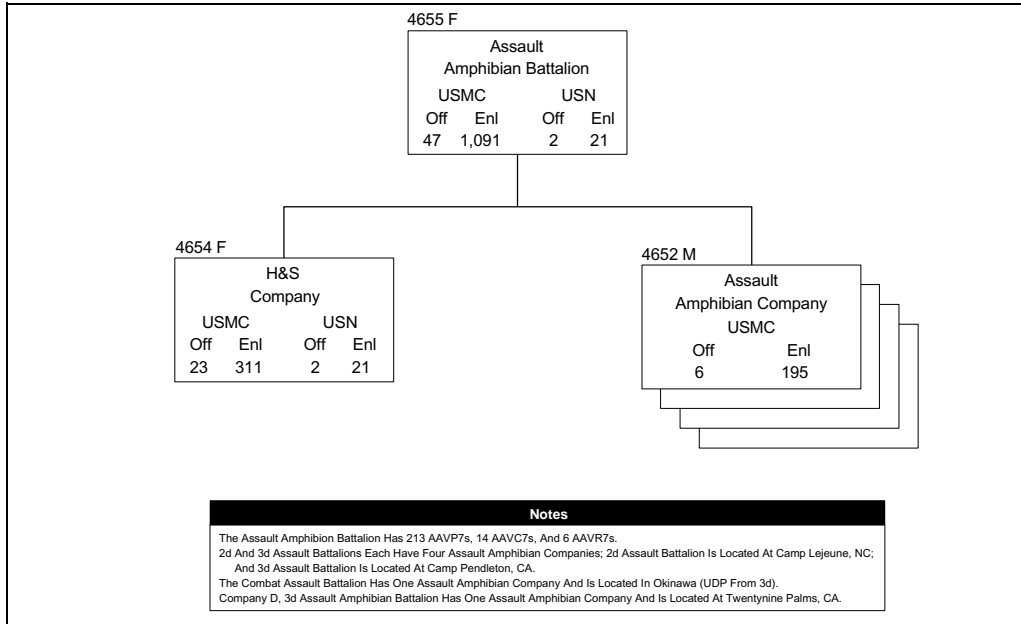 4655 F
Assault
Amphibian Battalion
USMC USN
Off Enl Off Enl
47 1,091 2 21
4654 F
H&S
Company
USMC USN
Off Enl Off Enl
23 311 2 21
4652 M
Assault
Amphibian Company
USMC
Off Enl
6 195
Notes
The Assault Amphibion Battalion Has 213 AAVP7s, 14 AAVC7s, And 6 AAVR7s.
2d And 3d Assault Battalions Each Have Four Assault Amphibian Companies; 2d Assault Battalion Is Located At Camp Lejeune, NC;
And 3d Assault Battalion Is Located At Camp Pendleton, CA.
The Combat Assault Battalion Has One Assault Amphibian Company And Is Located In Okinawa (UDP From 3d).
Company D, 3d Assault Amphibian Battalion Has One Assault Amphibian Company And Is Located At Twentynine Palms, CA.